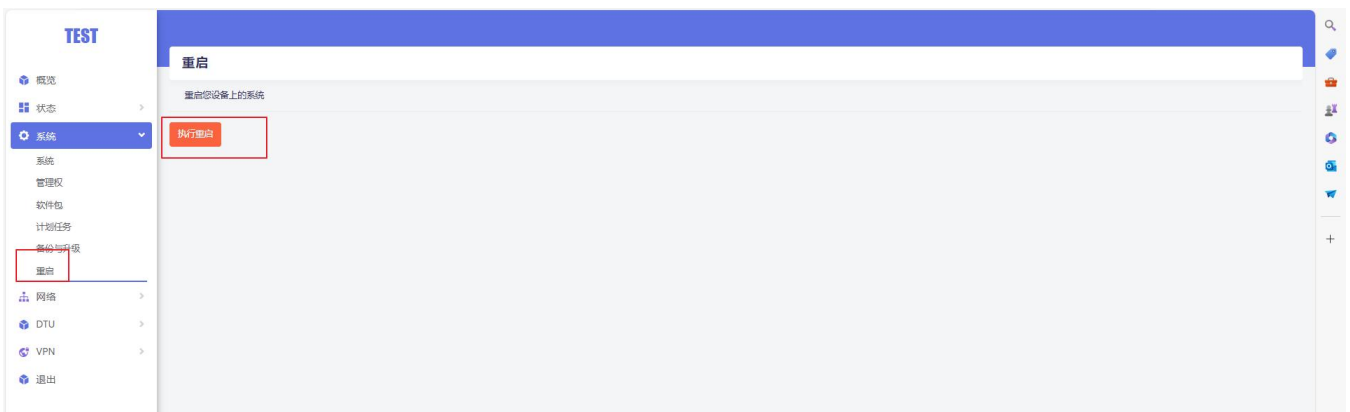 TEST
概览
状态
系统
系统
管理权
软件包
计划任务
备份与升级
重启
网络
DTU
VPN
退出
重启
重启您设备上的系统
执行重启